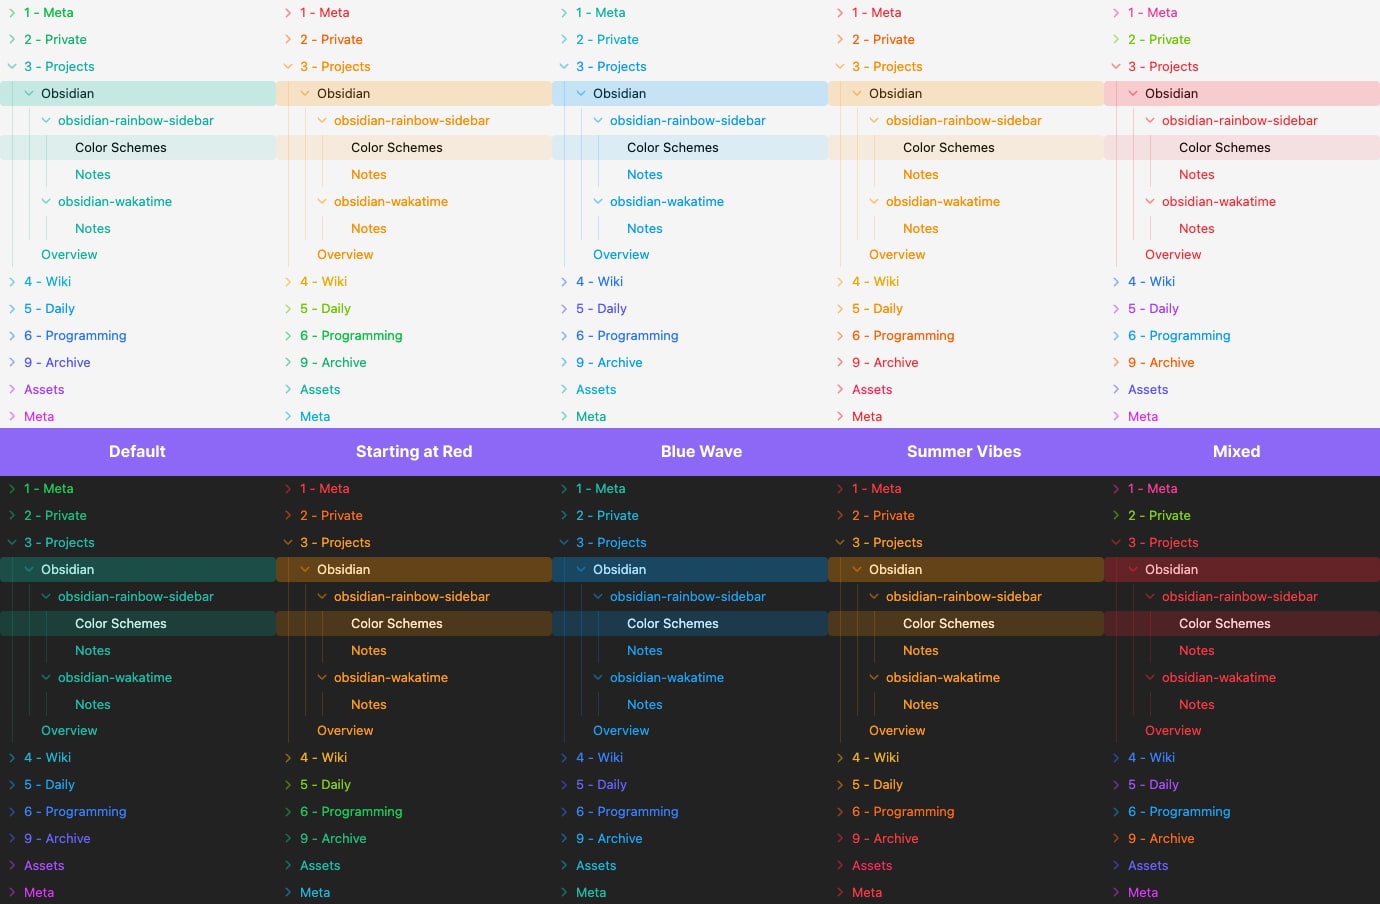 1 - Meta
2 - Private
3 - Projects
Obsidian
obsidian-rainbow-sidebar
Color Schemes
Notes
obsidian-wakatime
Notes
Overview
4 - Wiki
5 - Daily
6 - Programming
9 - Archive
Assets
Meta
1 - Meta
2 - Private
3 - Projects
Obsidian
obsidian-rainbow-sidebar
Color Schemes
Notes
obsidian-wakatime
Notes
Overview
4 - Wiki
5 - Daily
6 - Programming
9 - Archive
Assets
Meta
1 - Meta
2 - Private
3 - Projects
Obsidian
obsidian-rainbow-sidebar
Color Schemes
Notes
obsidian-wakatime
Notes
Overview
4 - Wiki
5 - Daily
6 - Programming
9 - Archive
Assets
Meta
1 - Meta
2 - Private
3 - Projects
Obsidian
obsidian-rainbow-sidebar
Color Schemes
Notes
obsidian-wakatime
Notes
Overview
4 - Wiki
5 - Daily
6 - Programming
9 - Archive
Assets
Meta
1 - Meta
2 - Private
3 - Projects
Obsidian
obsidian-rainbow-sidebar
Color Schemes
Notes
obsidian-wakatime
Notes
Overview
4 - Wiki
5 - Daily
6 - Programming
9 - Archive
Assets
Meta
Default
Starting at Red
Blue Wave
Summer Vibes
Mixed
1 - Meta
2 - Private
3 - Projects
Obsidian
obsidian-rainbow-sidebar
Color Schemes
Notes
obsidian-wakatime
Notes
Overview
4 - Wiki
5 - Daily
6 - Programming
9 - Archive
Assets
Meta
1 - Meta
2 - Private
3 - Projects
Obsidian
obsidian-rainbow-sidebar
Color Schemes
Notes
obsidian-wakatime
Notes
Overview
4 - Wiki
5 - Daily
6 - Programming
9 - Archive
Assets
Meta
1 - Meta
2 - Private
3 - Projects
Obsidian
obsidian-rainbow-sidebar
Color Schemes
Notes
obsidian-wakatime
Notes
Overview
4 - Wiki
5 - Daily
6 - Programming
9 - Archive
Assets
Meta
1 - Meta
2 - Private
3 - Projects
Obsidian
obsidian-rainbow-sidebar
Color Schemes
Notes
obsidian-wakatime
Notes
Overview
4 - Wiki
5 - Daily
6 - Programming
9 - Archive
Assets
Meta
1 - Meta
2 - Private
3 - Projects
Obsidian
obsidian-rainbow-sidebar
Color Schemes
Notes
obsidian-wakatime
Notes
Overview
4 - Wiki
5 - Daily
6 - Programming
9 - Archive
Assets
Meta